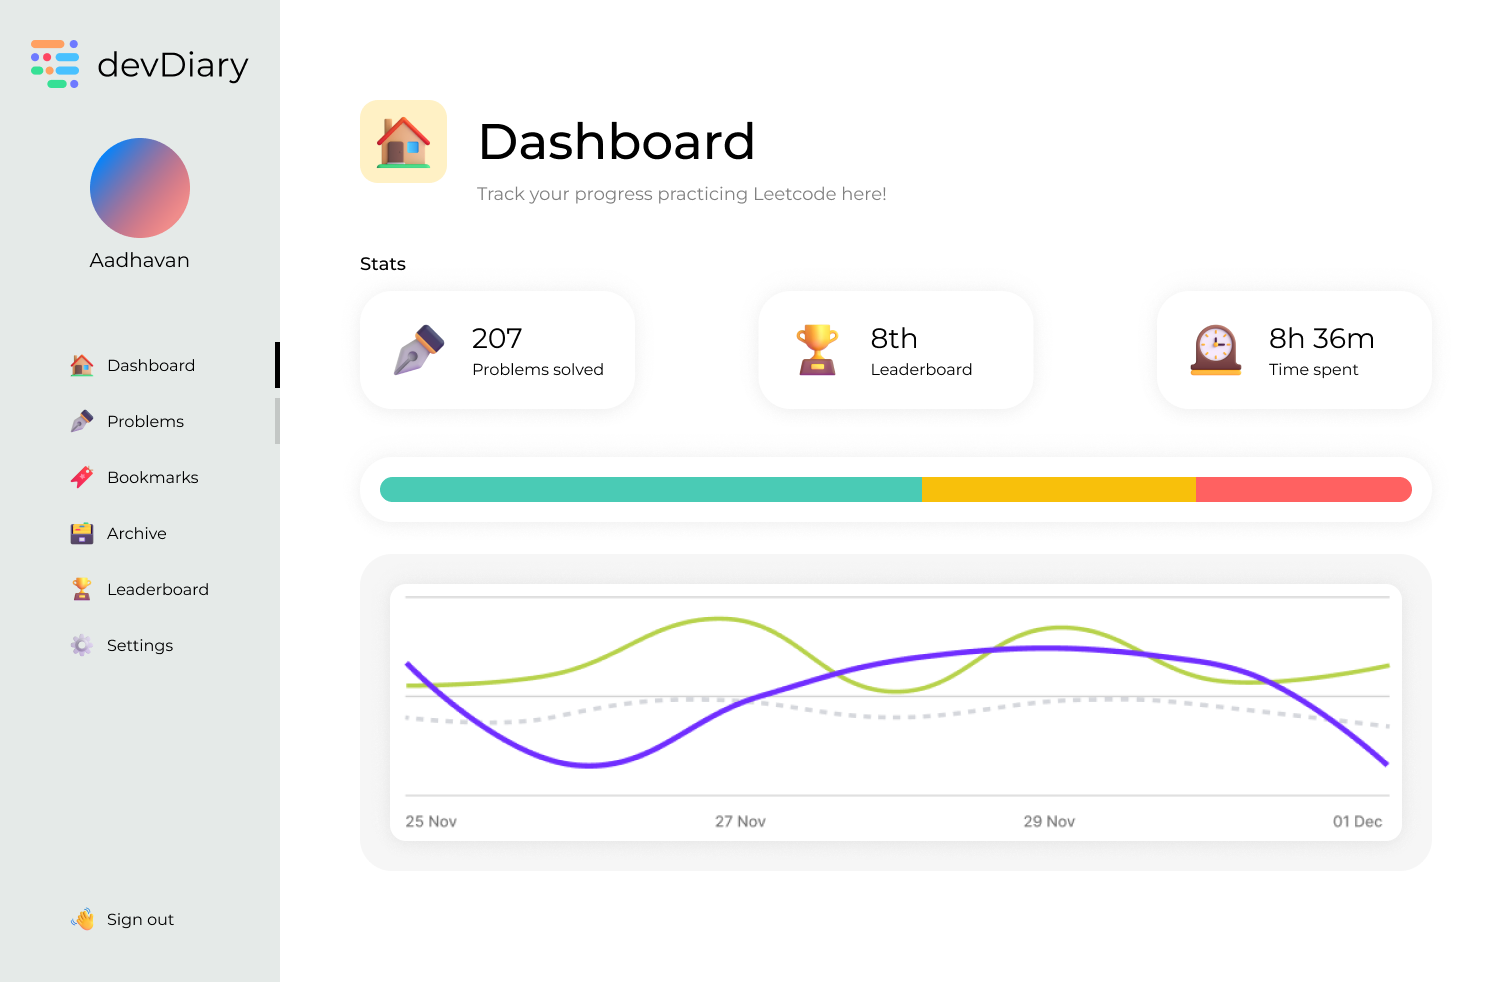 devDiary
Aadhavan
Dashboard
Problems
Bookmarks
Archive
Leaderboard
Settings
Sign out
Dashboard
Track your progress practicing Leetcode here!
Stats
207
Problems solved
8th
Leaderboard
8h 36m
Time spent
25 Nov 27 Nov 29 Nov 01 Dec